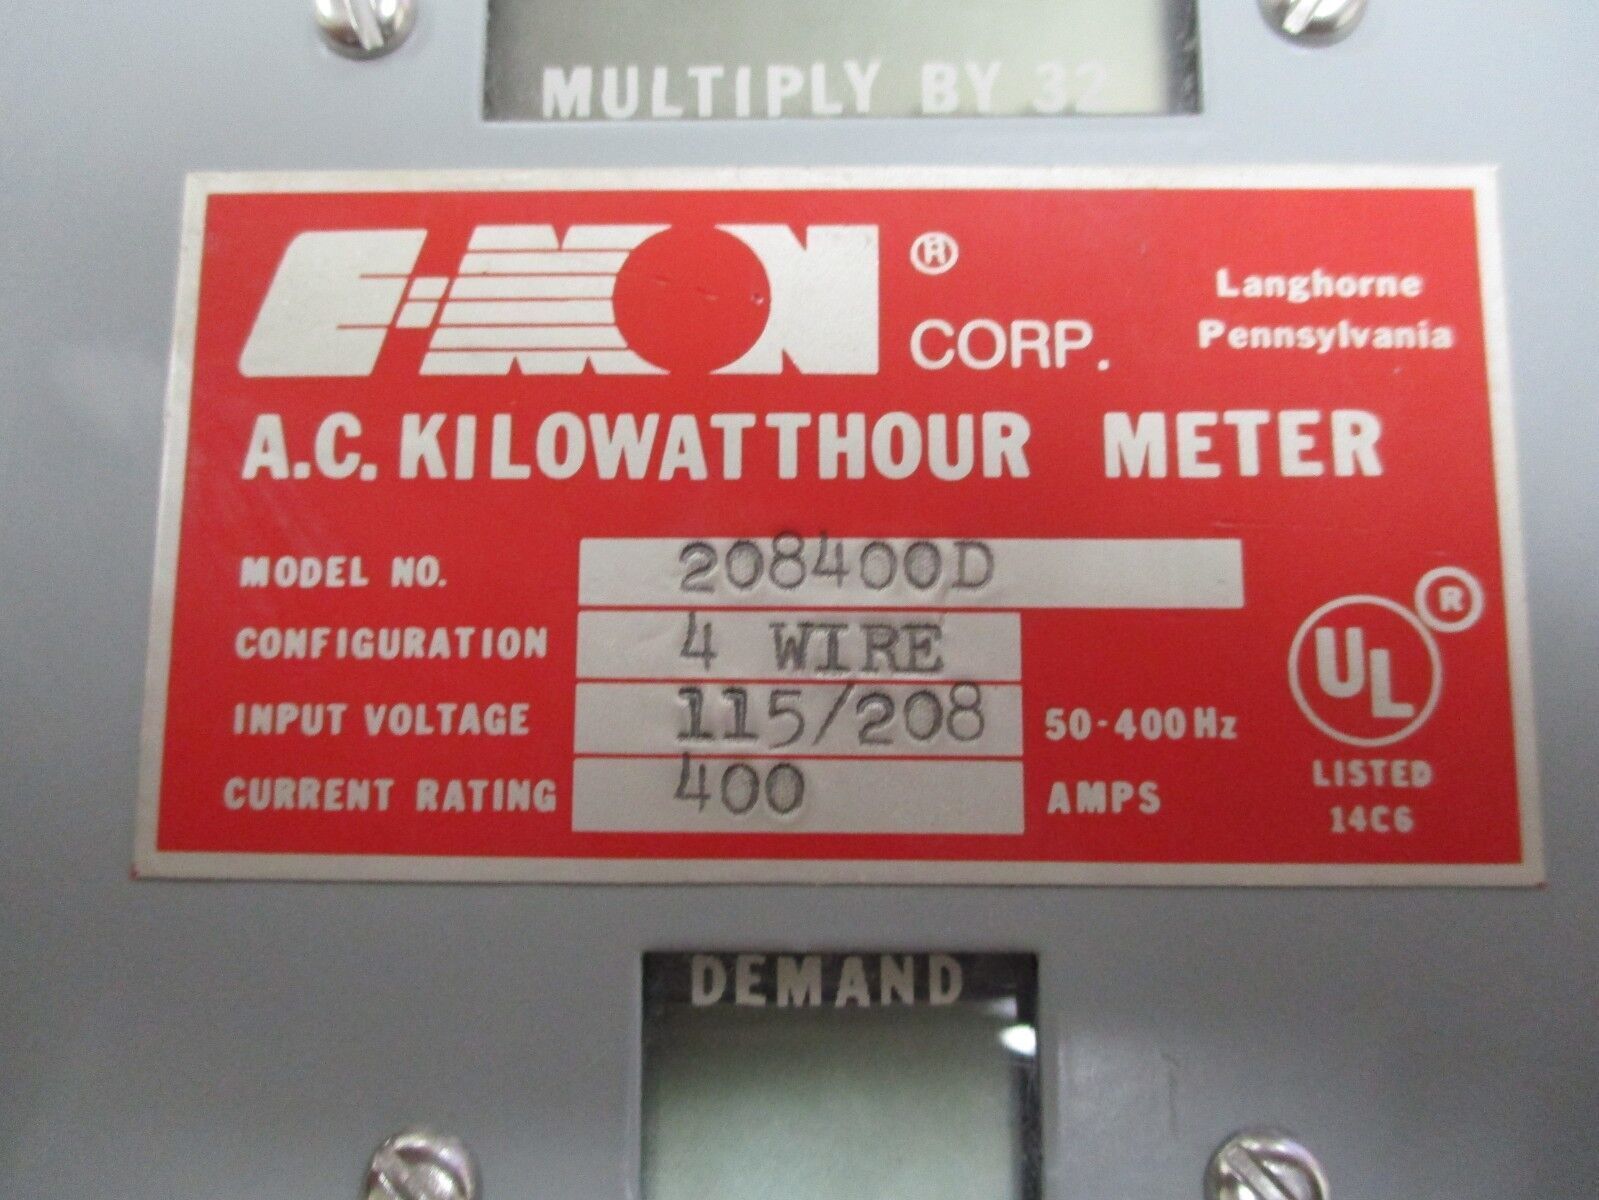 MULTIPLY BY 32
E-MON ® CORP.
Langhorne
Pennsylvania
A.C. KILOWATTHOUR METER
MODEL NO. 208400D
CONFIGURATION 4 WIRE
INPUT VOLTAGE 115/208 50-400Hz
CURRENT RATING 400 AMPS
UL ®
LISTED
14C6
DEMAND